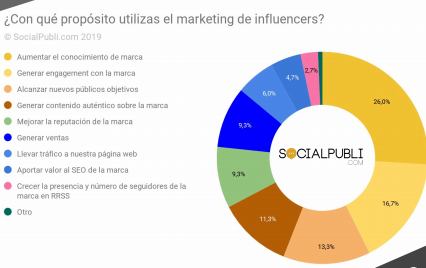 ¿Con qué propósito utilizas el marketing de influencers?
© SocialPubli.com 2019
Aumentar el conocimiento de marca
Generar engagement con la marca
Alcanzar nuevos públicos objetivos
Generar contenido auténtico sobre la marca
Mejorar la reputación de la marca
Generar ventas
Llevar tráfico a nuestra página web
Aportar valor al SEO de la marca
Crecer la presencia y número de seguidores de la
marca en RRSS
Otro
26,0%
16,7%
13,3%
11,3%
9,3%
9,3%
6,0%
4,7%
2,7%
SOCIALPUBLI
.COM